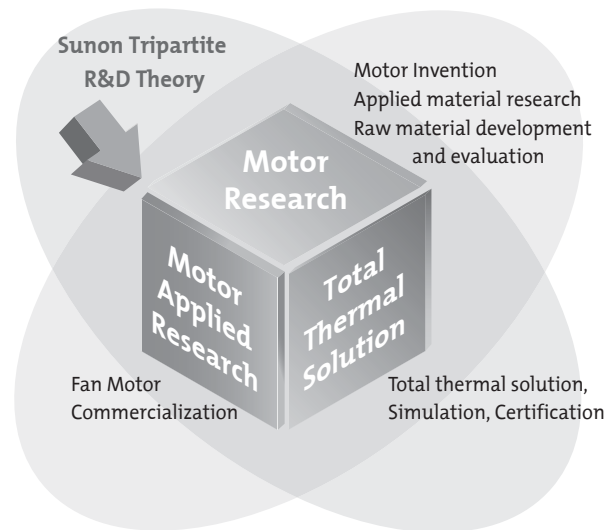 Sunon Tripartite
R&D Theory
Motor Invention
Applied material research
Raw material development
and evaluation
Motor
Research
Motor
Applied
Research
Total
Thermal
Solution
Fan Motor
Commercialization
Total thermal solution,
Simulation, Certification